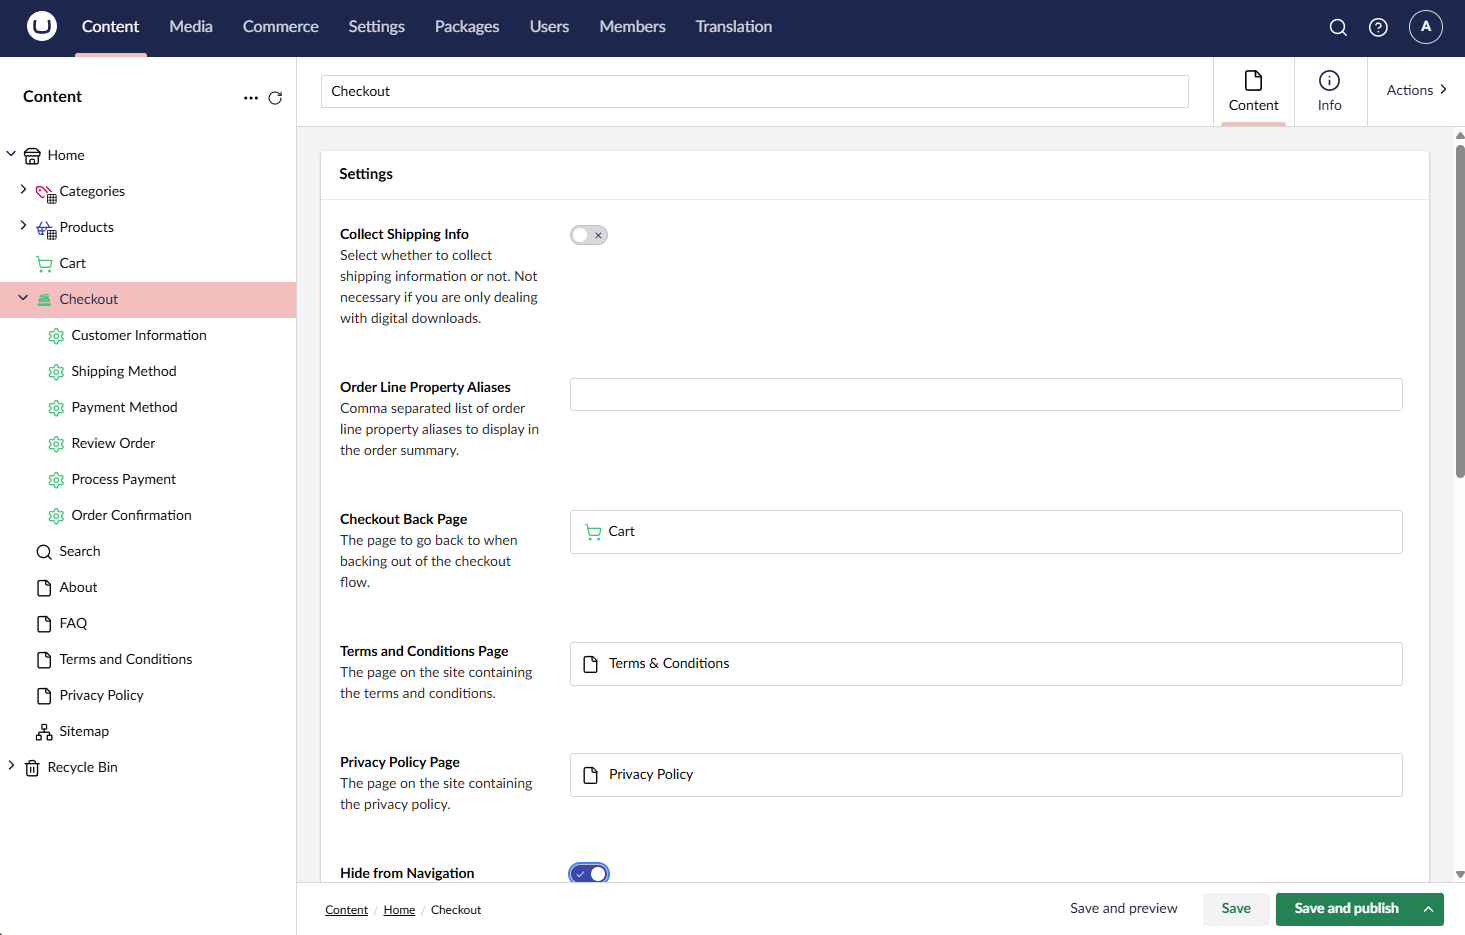 Content
Media
Commerce
Settings
Packages
Users
Members
Translation
A
Content
Checkout
Content
Info
Actions
Home
Categories
Products
Cart
Checkout
Customer Information
Shipping Method
Payment Method
Review Order
Process Payment
Order Confirmation
Search
About
FAQ
Terms and Conditions
Privacy Policy
Sitemap
Recycle Bin
Settings
Collect Shipping Info
Select whether to collect
shipping information or not. Not
necessary if you are only dealing
with digital downloads.
Order Line Property Aliases
Comma separated list of order
line property aliases to display in
the order summary.
Checkout Back Page
The page to go back to when
backing out of the checkout
flow.
Cart
Terms and Conditions Page
The page on the site containing
the terms and conditions.
Terms & Conditions
Privacy Policy Page
The page on the site containing
the privacy policy.
Privacy Policy
Hide from Navigation
Content / Home / Checkout
Save and preview
Save
Save and publish